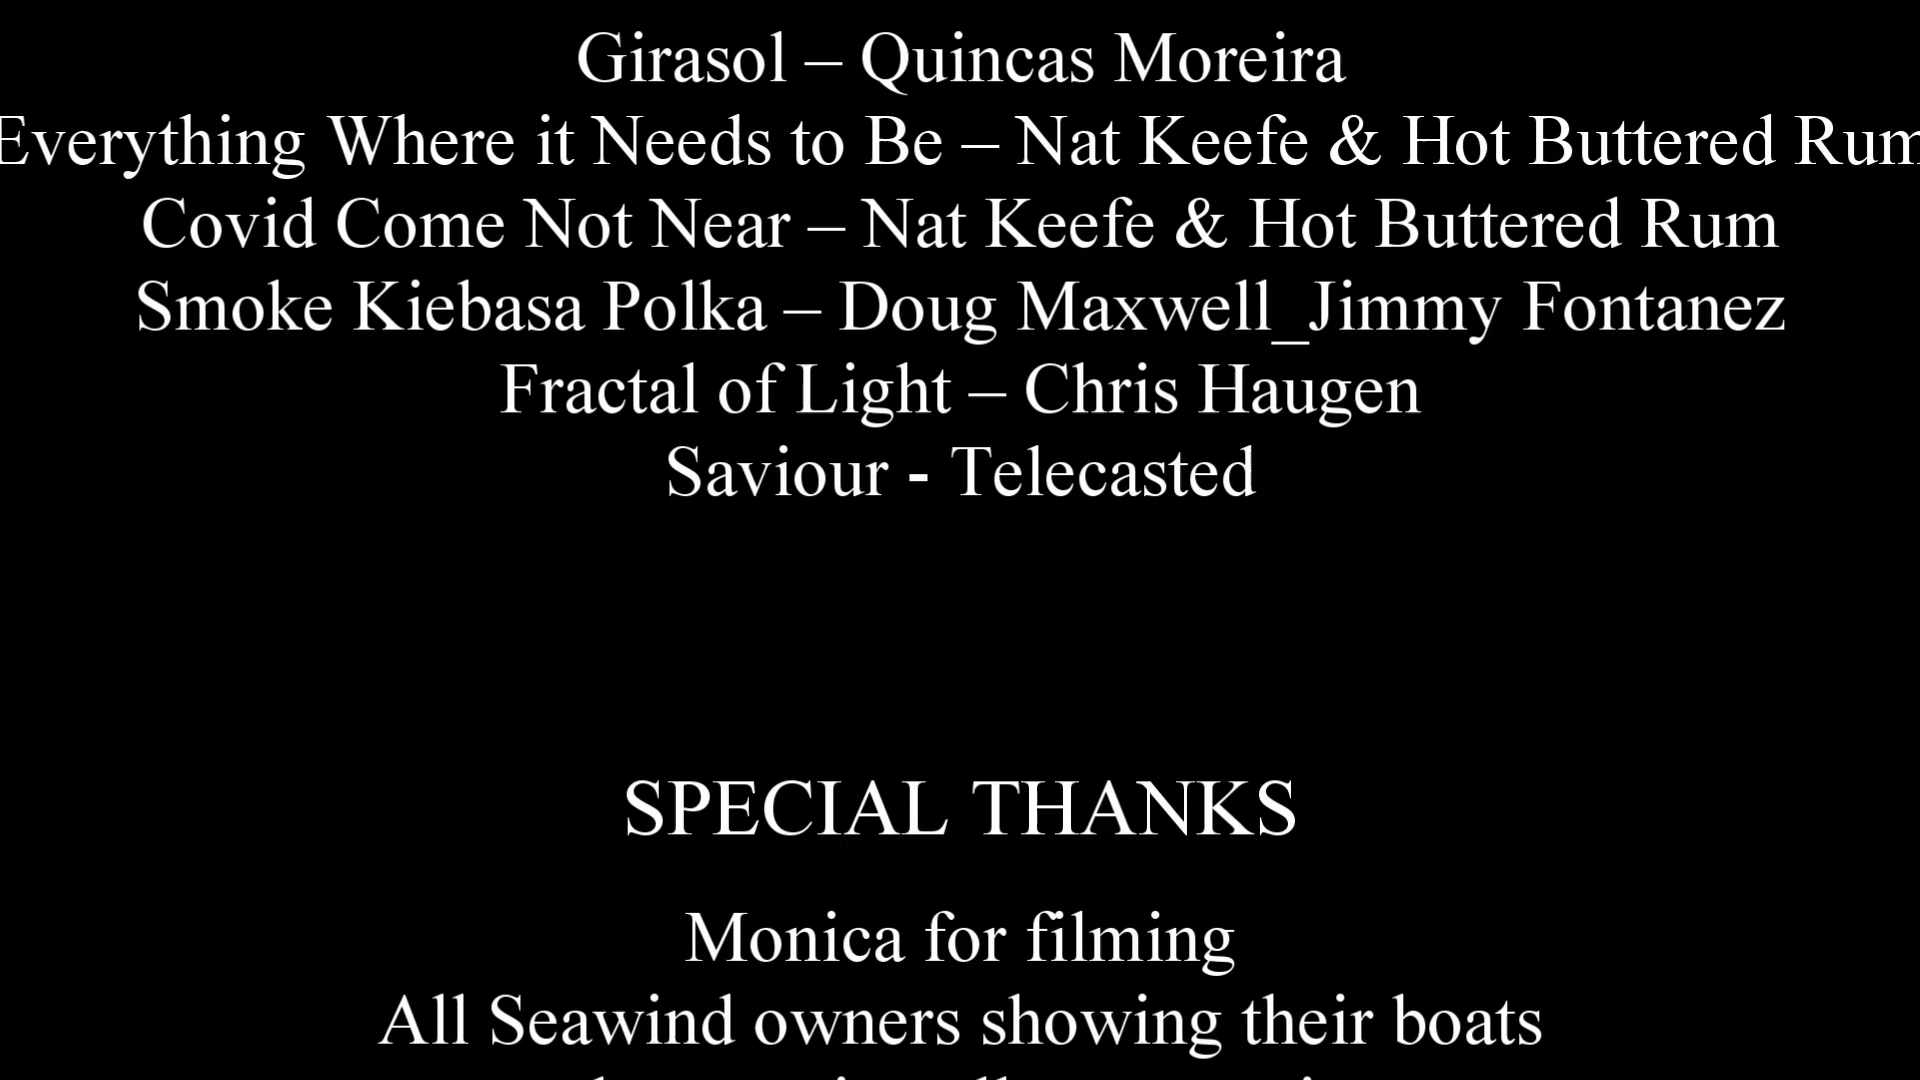 Girasol – Quincas Moreira
Everything Where it Needs to Be – Nat Keefe & Hot Buttered Rum
Covid Come Not Near – Nat Keefe & Hot Buttered Rum
Smoke Kiebasa Polka – Doug Maxwell_Jimmy Fontanez
Fractal of Light – Chris Haugen
Saviour - Telecasted
SPECIAL THANKS
Monica for filming
All Seawind owners showing their boats